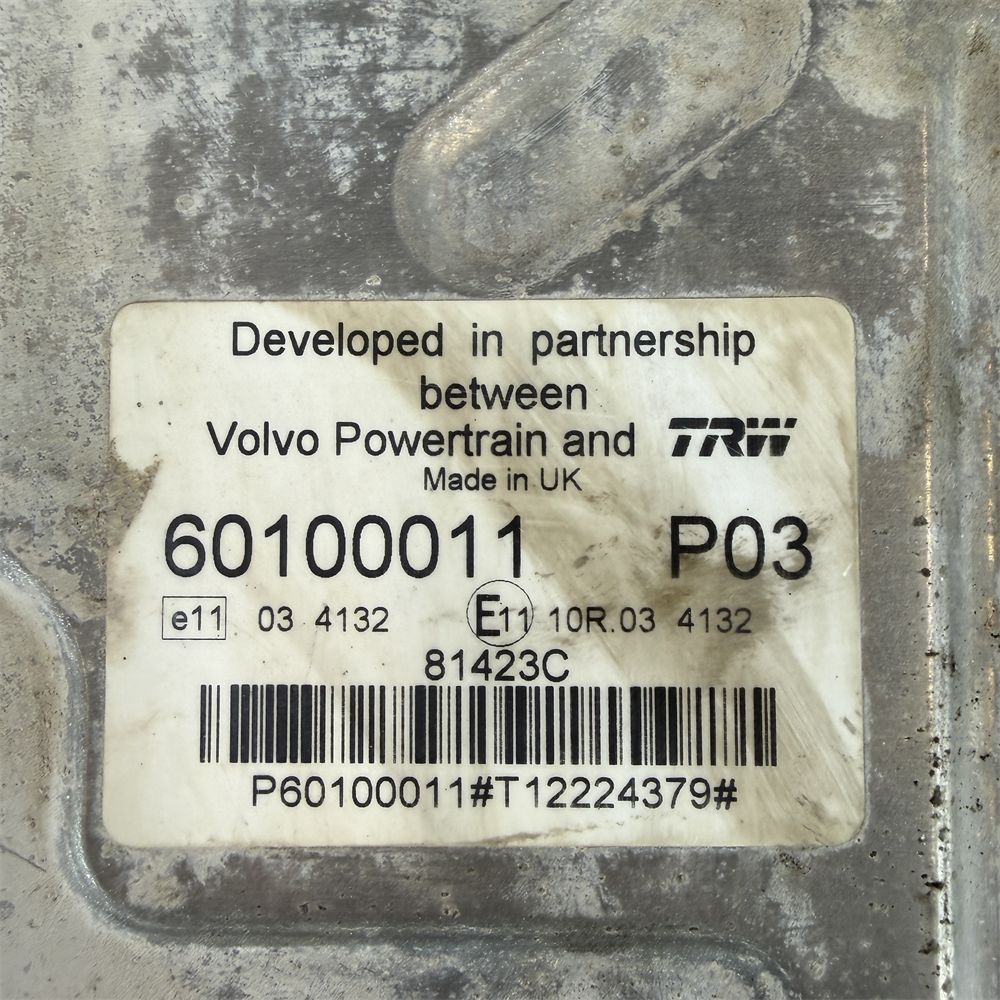 Developed in partnership
between
Volvo Powertrain and TRW
Made in UK
60100011 P03
e11 03 4132 E11 10R.03 4132
81423C
P60100011#T12224379#